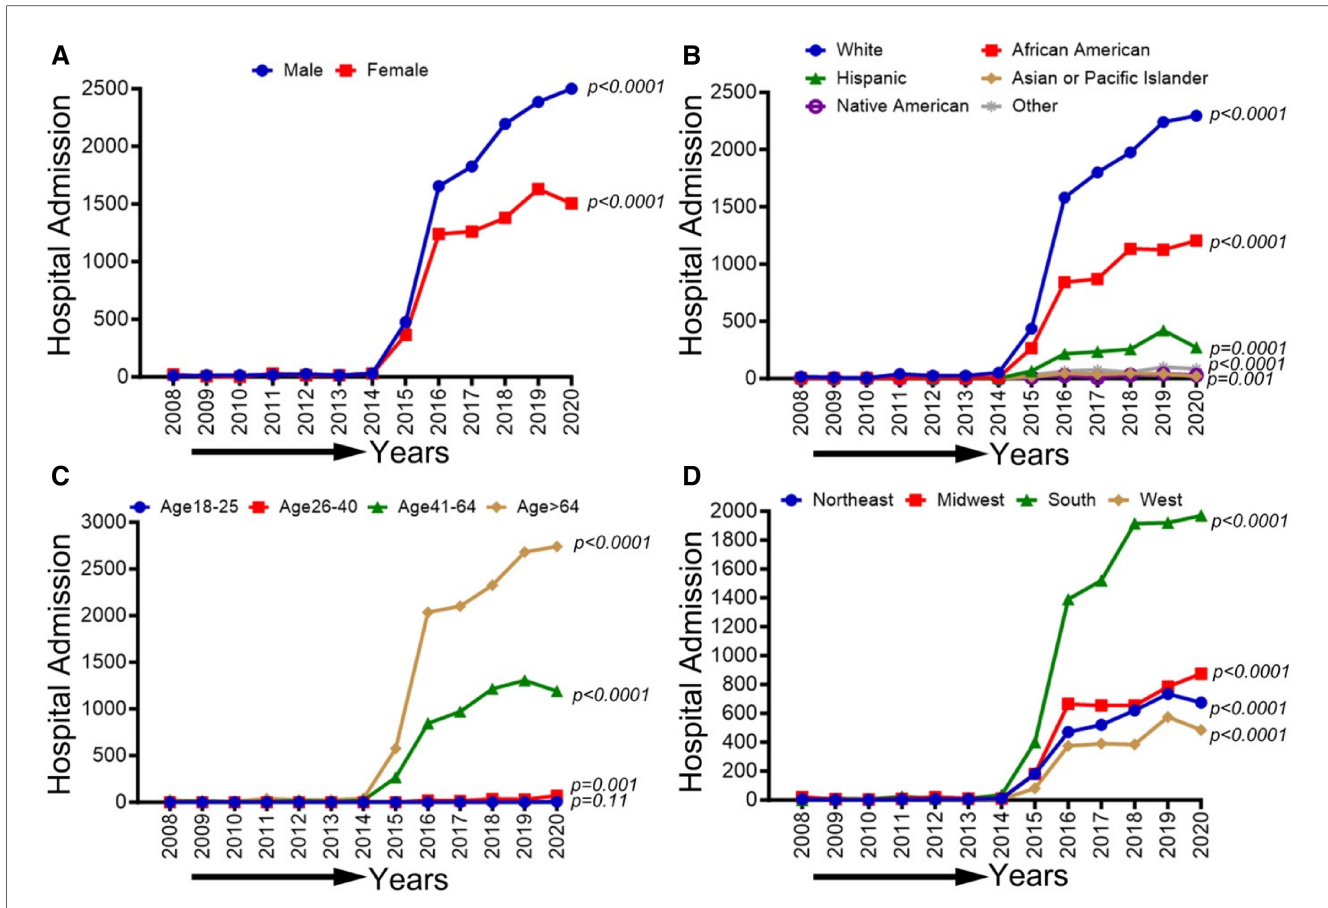 A
Male Female
Hospital Admission
2500
2000
1500
1000
500
0
p<0.0001
p<0.0001
2008 2009 2010 2011 2012 2013 2014 2015 2016 2017 2018 2019 2020
Years
B
White African American
Hispanic Asian or Pacific Islander
Native American Other
Hospital Admission
2500
2000
1500
1000
500
0
p<0.0001
p<0.0001
p=0.0001
p<0.0001
p=0.001
2008 2009 2010 2011 2012 2013 2014 2015 2016 2017 2018 2019 2020
Years
C
Age18-25 Age26-40 Age41-64 Age>64
Hospital Admission
3000
2500
2000
1500
1000
500
0
p<0.0001
p<0.0001
p=0.001
p=0.11
2008 2009 2010 2011 2012 2013 2014 2015 2016 2017 2018 2019 2020
Years
D
Northeast Midwest South West
Hospital Admission
2000
1800
1600
1400
1200
1000
800
600
400
200
0
p<0.0001
p<0.0001
p<0.0001
p<0.0001
2008 2009 2010 2011 2012 2013 2014 2015 2016 2017 2018 2019 2020
Years